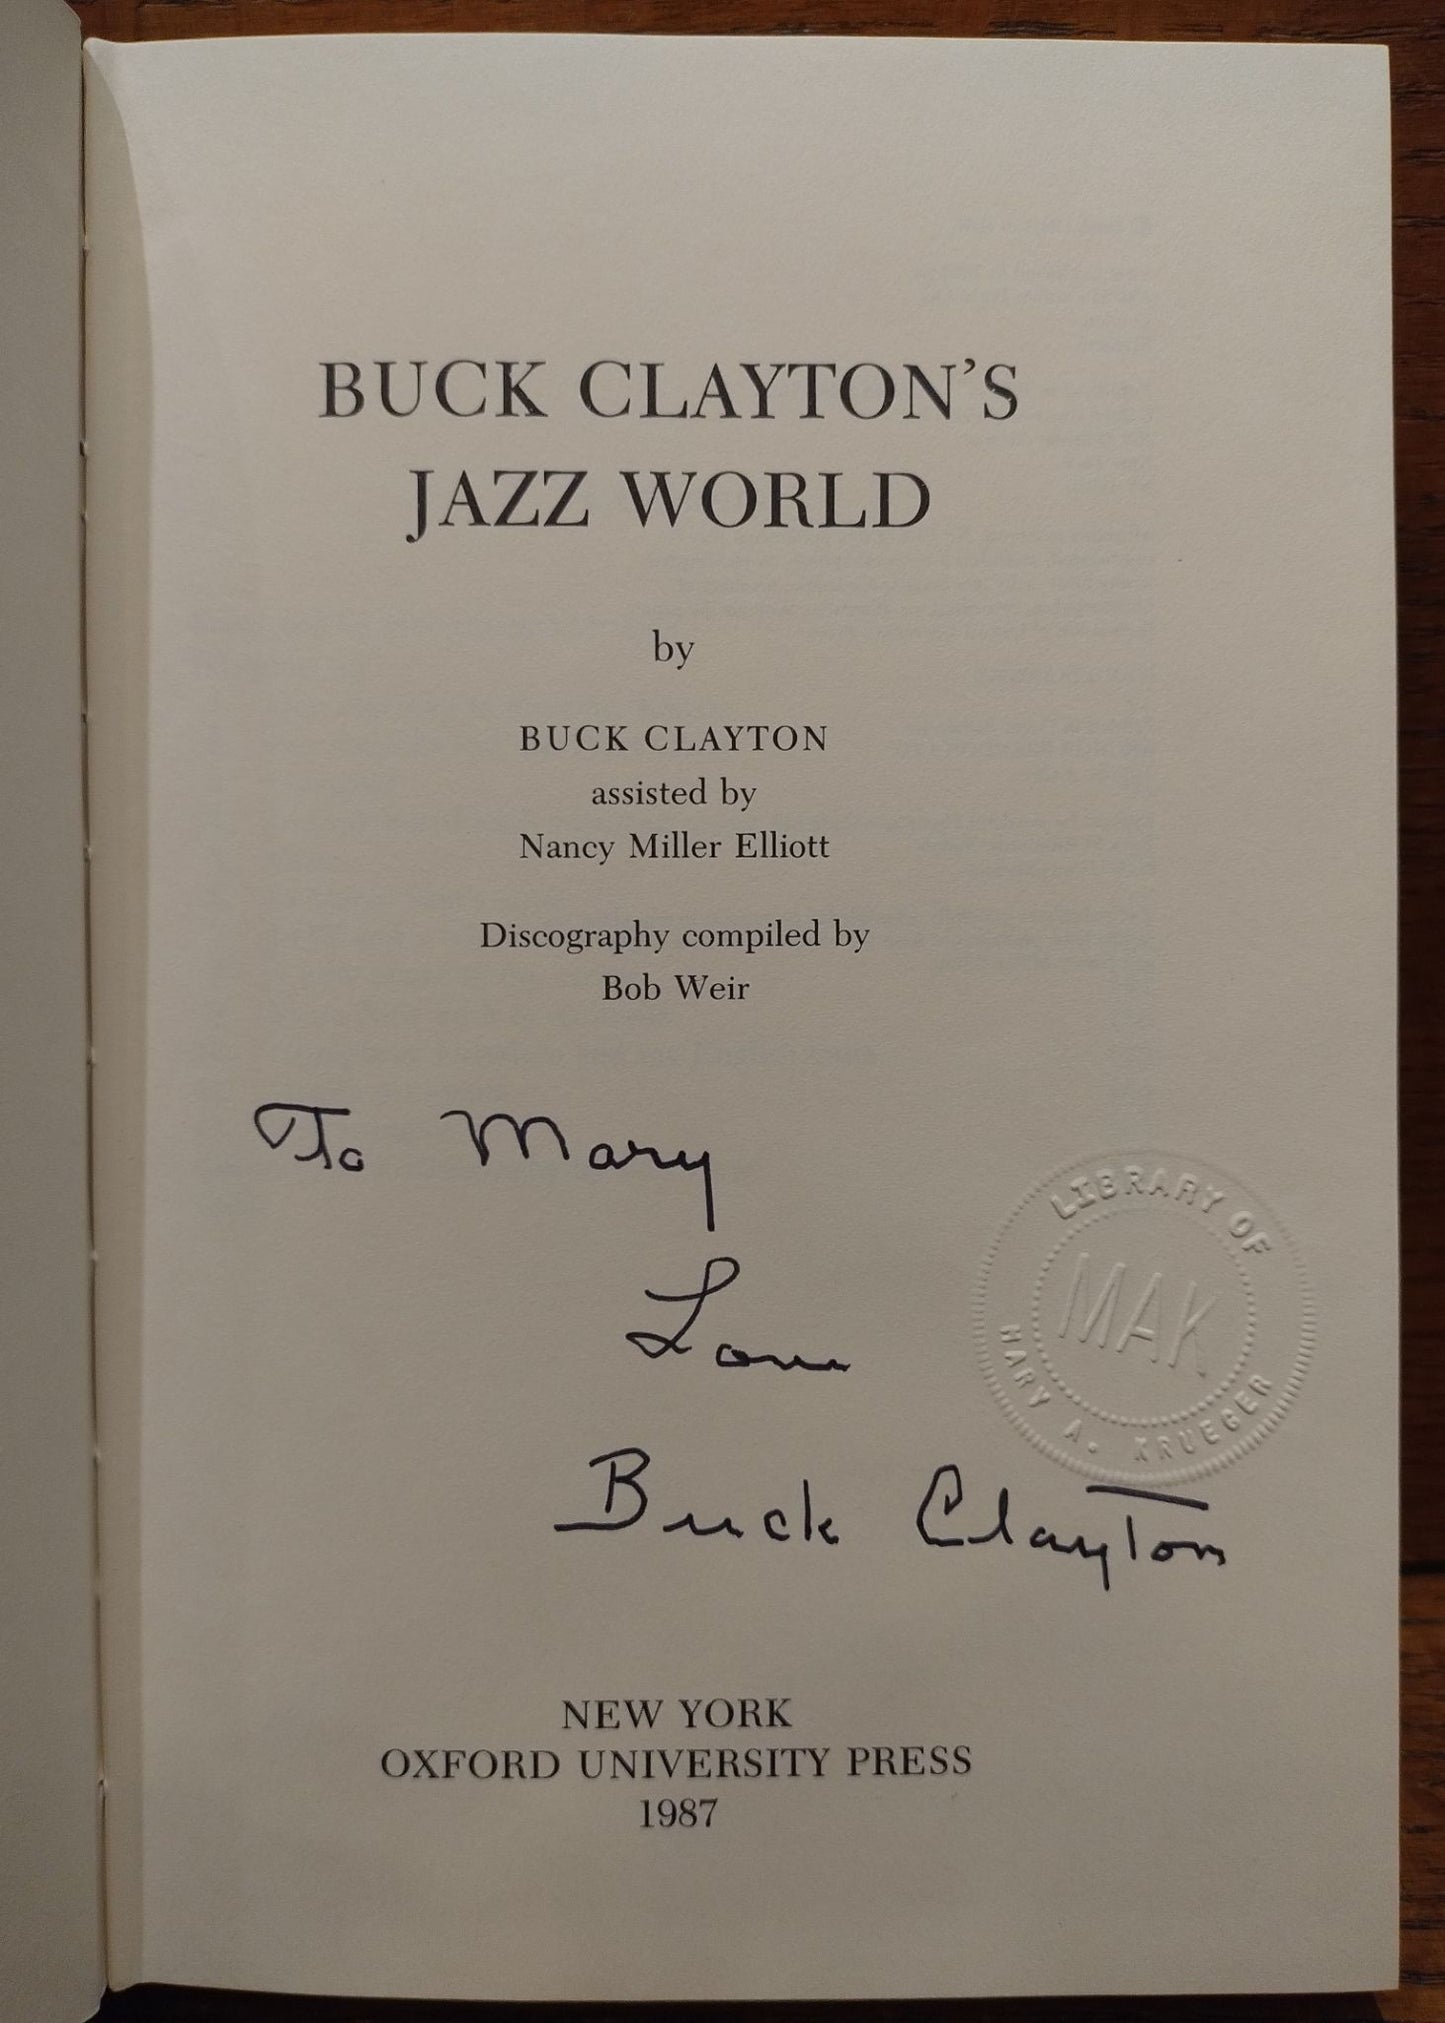 BUCK CLAYTON'S
JAZZ WORLD
by
BUCK CLAYTON
assisted by
Nancy Miller Elliott
Discography compiled by
Bob Weir
To Mary
LIBRARY OF
MAK
MARY A. KRUEGER
Buck Clayton
NEW YORK
OXFORD UNIVERSITY PRESS
1987